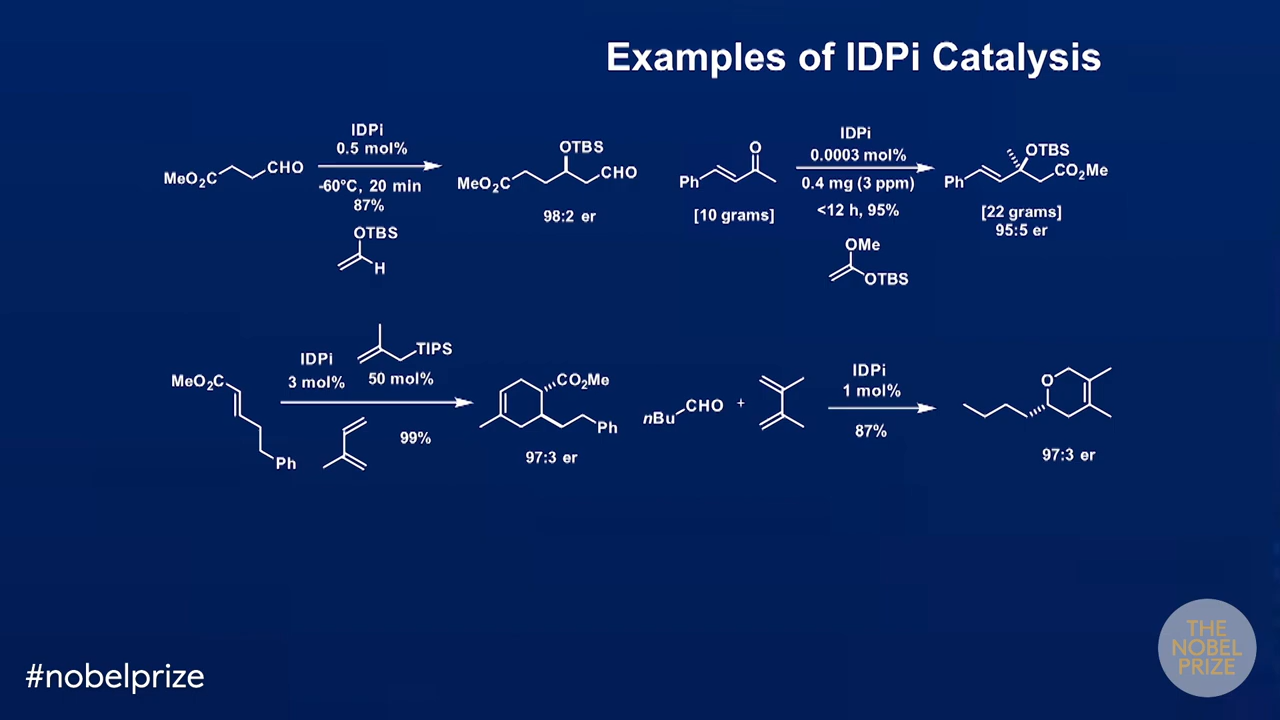 Examples of IDPi Catalysis
IDPi
0.5 mol%
MeO₂C
CHO
-60°C, 20 min
87%
OTBS
H
OTBS
MeO₂C
CHO
98:2 er
O
Ph
[10 grams]
IDPi
0.0003 mol%
0.4 mg (3 ppm)
<12 h, 95%
OMe
OTBS
OTBS
Ph
CO₂Me
[22 grams]
95:5 er
MeO₂C
Ph
IDPi
3 mol%
TIPS
50 mol%
99%
CO₂Me
Ph
97:3 er
nBu
CHO
+
IDPi
1 mol%
87%
O
97:3 er
#nobelprize
THE
NOBEL
PRIZE